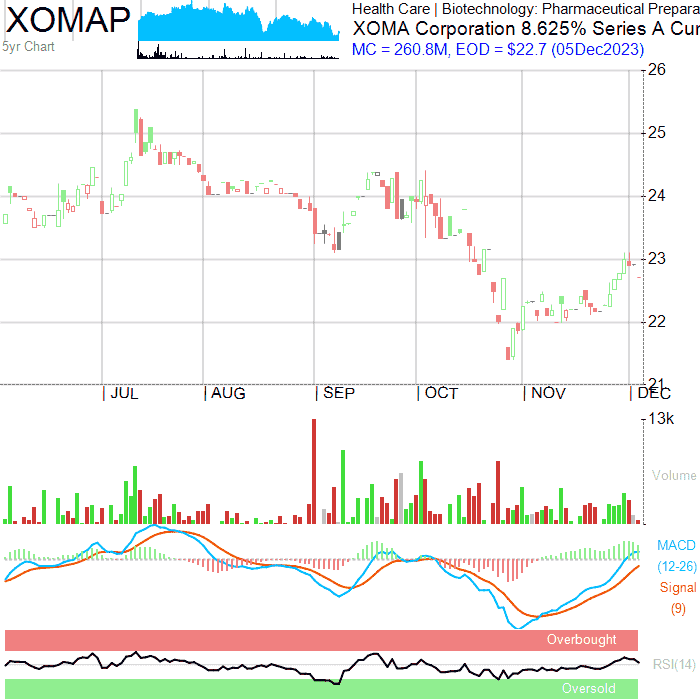 XOMAP
5yr Chart
Health Care | Biotechnology: Pharmaceutical Prepara
XOMA Corporation 8.625% Series A Cur
MC = 260.8M, EOD = $22.7 (05Dec2023)
26
25
24
23
22
21
| JUL | AUG | SEP | OCT | NOV | DEC
13k
Volume
MACD
(12-26)
Signal
(9)
Overbought
RSI(14)
Oversold